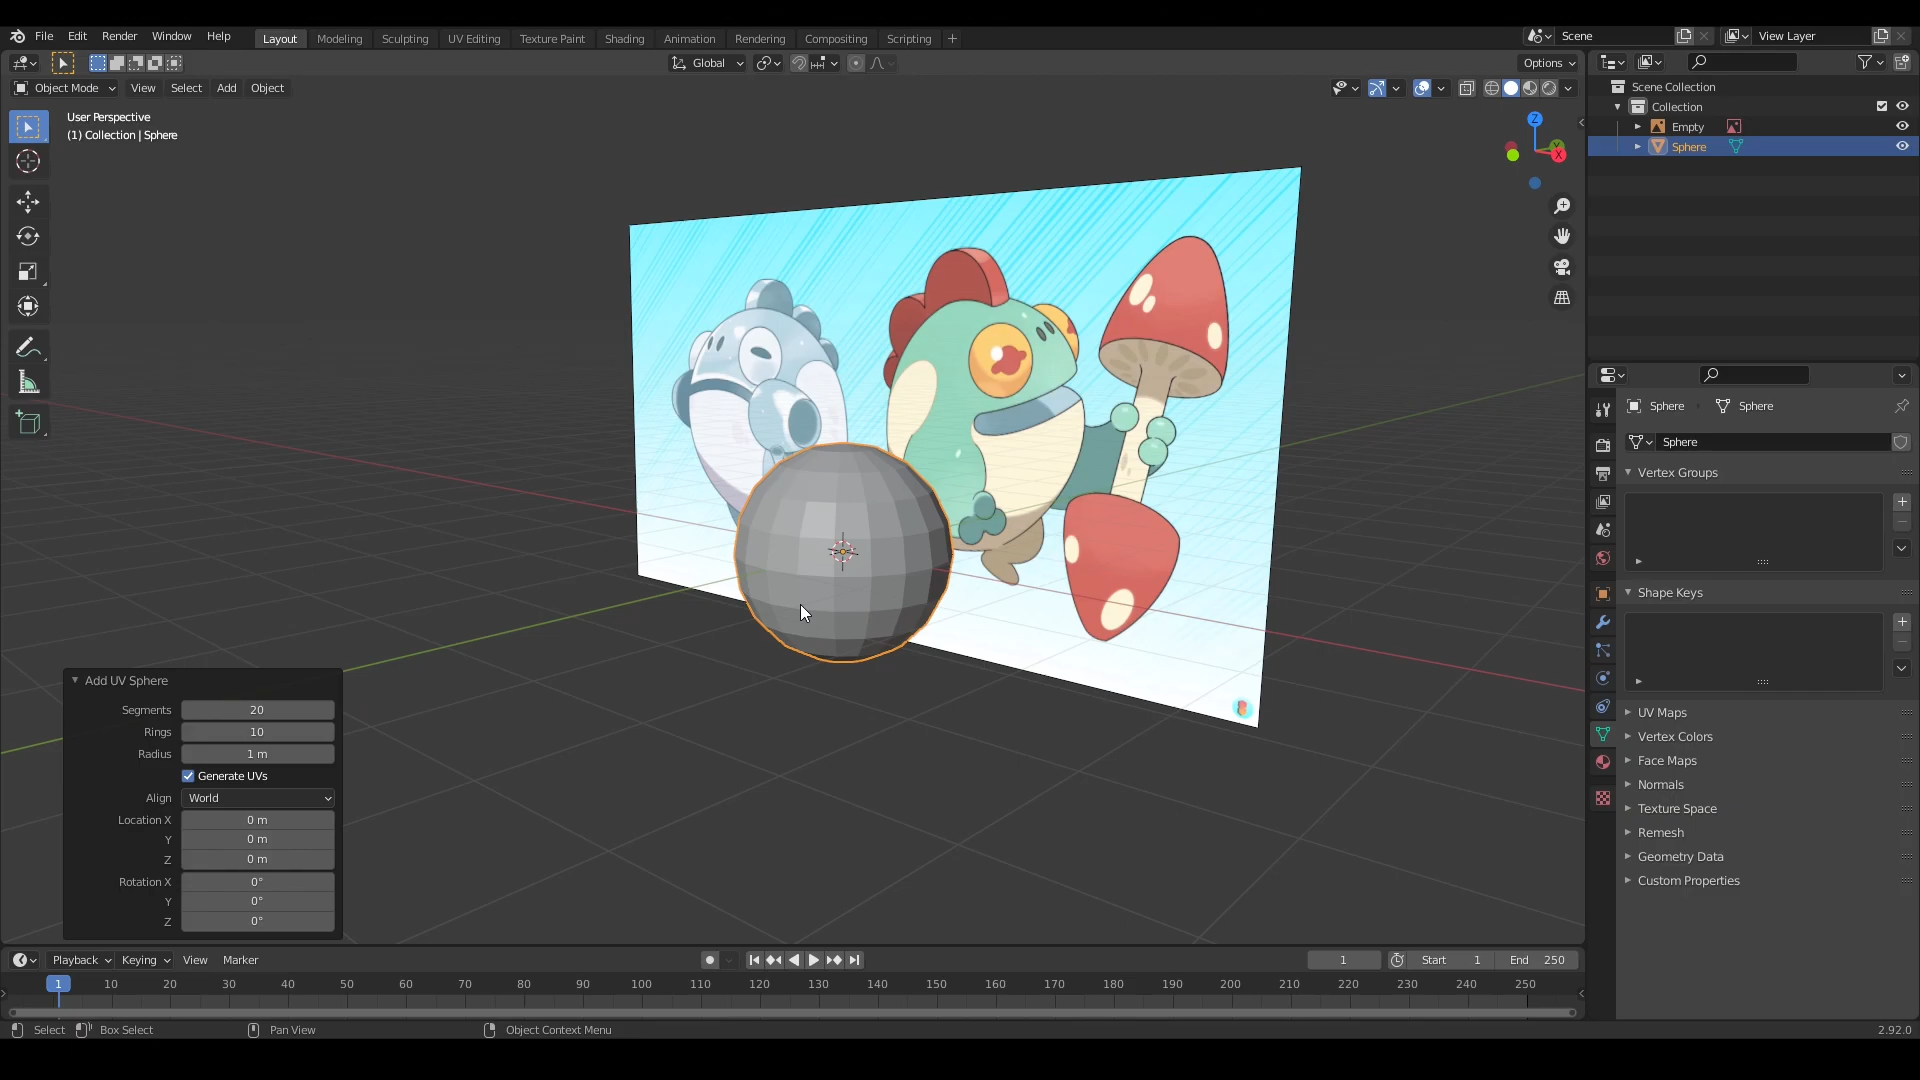 File Edit Render Window Help
Layout Modeling Sculpting UV Editing Texture Paint Shading Animation Rendering Compositing Scripting +
Scene
View Layer
Global
Options
Object Mode View Select Add Object
User Perspective
(1) Collection | Sphere
Z
Y
X
Scene Collection
Collection
Empty
Sphere
Sphere Sphere
Sphere
Vertex Groups
Shape Keys
UV Maps
Vertex Colors
Face Maps
Normals
Texture Space
Remesh
Geometry Data
Custom Properties
Add UV Sphere
Segments 20
Rings 10
Radius 1 m
Generate UVs
Align World
Location X 0 m
Y 0 m
Z 0 m
Rotation X 0°
Y 0°
Z 0°
Playback Keying View Marker
1 Start 1 End 250
1 10 20 30 40 50 60 70 80 90 100 110 120 130 140 150 160 170 180 190 200 210 220 230 240 250
Select Box Select Pan View Object Context Menu 2.92.0